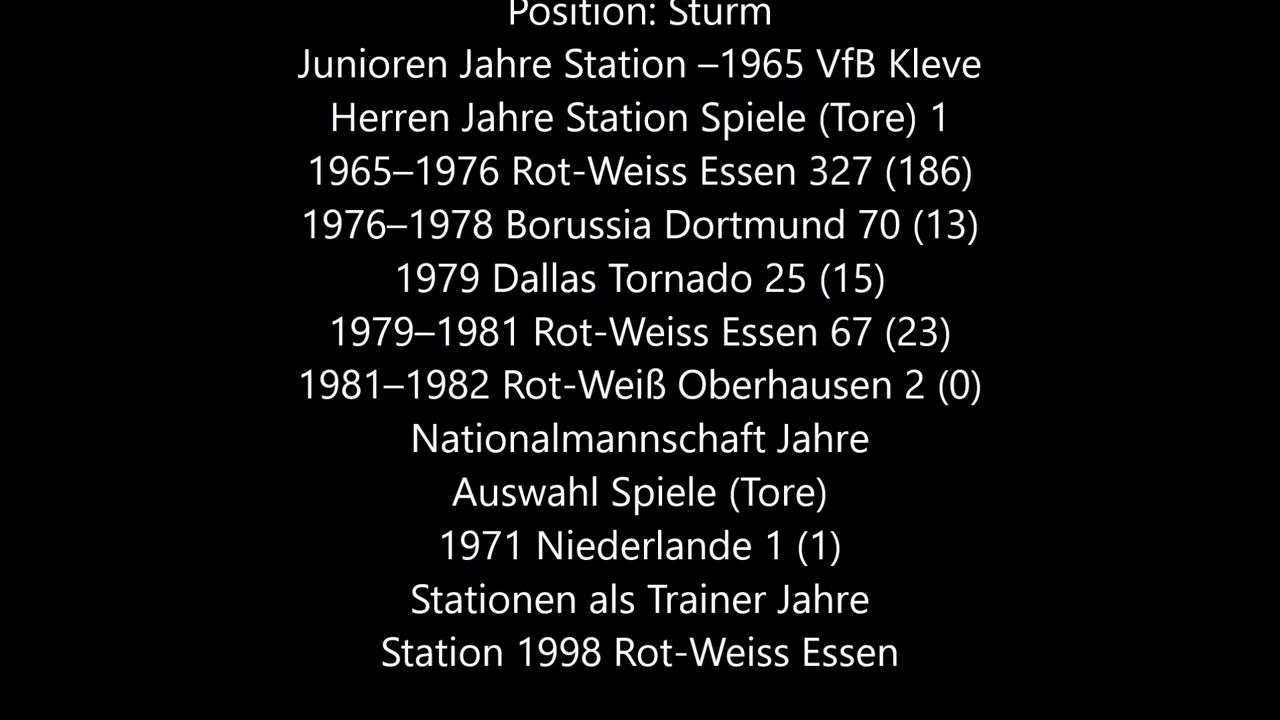 Position: Sturm
Junioren Jahre Station –1965 VfB Kleve
Herren Jahre Station Spiele (Tore) 1
1965–1976 Rot-Weiss Essen 327 (186)
1976–1978 Borussia Dortmund 70 (13)
1979 Dallas Tornado 25 (15)
1979–1981 Rot-Weiss Essen 67 (23)
1981–1982 Rot-Weiß Oberhausen 2 (0)
Nationalmannschaft Jahre
Auswahl Spiele (Tore)
1971 Niederlande 1 (1)
Stationen als Trainer Jahre
Station 1998 Rot-Weiss Essen